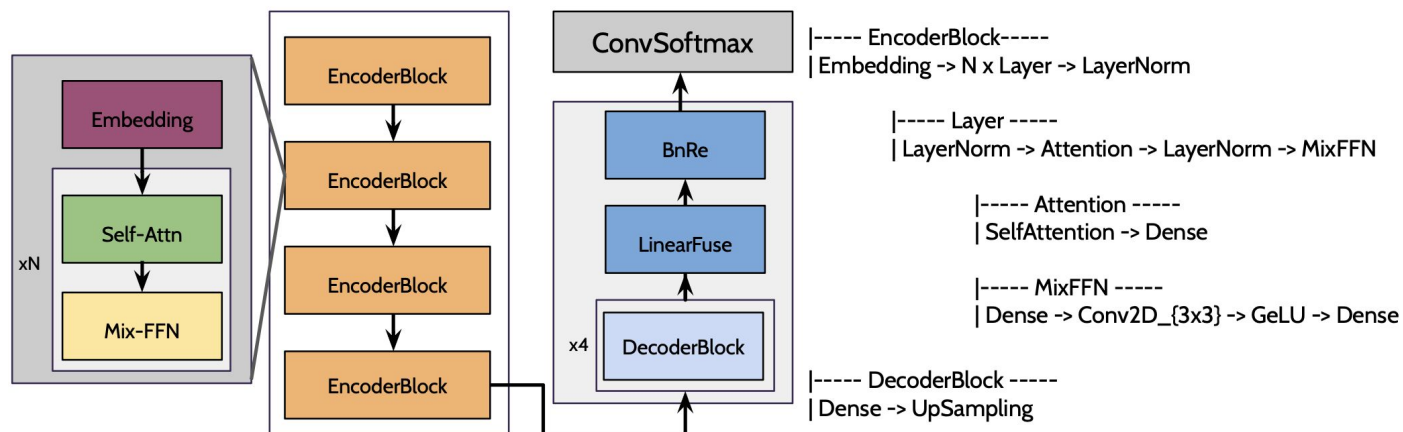 Embedding
Self-Attn
xN
Mix-FFN
EncoderBlock
EncoderBlock
EncoderBlock
EncoderBlock
ConvSoftmax
BnRe
LinearFuse
x4
DecoderBlock
|----- EncoderBlock-----
| Embedding -> N x Layer -> LayerNorm
|----- Layer -----
| LayerNorm -> Attention -> LayerNorm -> MixFFN
|----- Attention -----
| SelfAttention -> Dense
|----- MixFFN -----
| Dense -> Conv2D_{3x3} -> GeLU -> Dense
|----- DecoderBlock -----
| Dense -> UpSampling